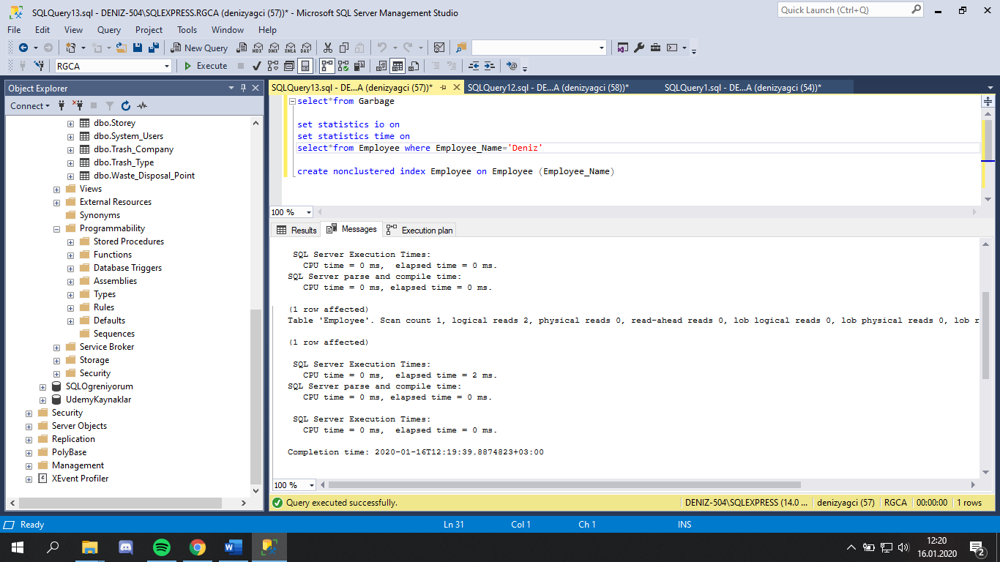 SQLQuery13.sql - DENIZ-504\SQLEXPRESS.RGCA (denizyagci (57))* - Microsoft SQL Server Management Studio
Quick Launch (Ctrl+Q)
File Edit View Query Project Tools Window Help
New Query
MDX DMX XMLA DAX
RGCA
Execute
Object Explorer
Connect
dbo.Storey
dbo.System_Users
dbo.Trash_Company
dbo.Trash_Type
dbo.Waste_Disposal_Point
Views
External Resources
Synonyms
Programmability
Stored Procedures
Functions
Database Triggers
Assemblies
Types
Rules
Defaults
Sequences
Service Broker
Storage
Security
SQLOgreniyorum
UdemyKaynaklar
Security
Server Objects
Replication
PolyBase
Management
XEvent Profiler
SQLQuery13.sql - DE...A (denizyagci (57))*
SQLQuery12.sql - DE...A (denizyagci (58))*
SQLQuery1.sql - DE...A (denizyagci (54))*
select*from Garbage
set statistics io on
set statistics time on
select*from Employee where Employee_Name='Deniz'
create nonclustered index Employee on Employee (Employee_Name)
100 %
Results Messages Execution plan
SQL Server Execution Times:
CPU time = 0 ms, elapsed time = 0 ms.
SQL Server parse and compile time:
CPU time = 0 ms, elapsed time = 0 ms.
(1 row affected)
Table 'Employee'. Scan count 1, logical reads 2, physical reads 0, read-ahead reads 0, lob logical reads 0, lob physical reads 0, lob r
(1 row affected)
SQL Server Execution Times:
CPU time = 0 ms, elapsed time = 2 ms.
SQL Server parse and compile time:
CPU time = 0 ms, elapsed time = 0 ms.
SQL Server Execution Times:
CPU time = 0 ms, elapsed time = 0 ms.
Completion time: 2020-01-16T12:19:39.8874823+03:00
100 %
Query executed successfully.
DENIZ-504\SQLEXPRESS (14.0 ... denizyagci (57) RGCA 00:00:00 1 rows
Ready
Ln 31 Col 1 Ch 1 INS
12:20
16.01.2020
2